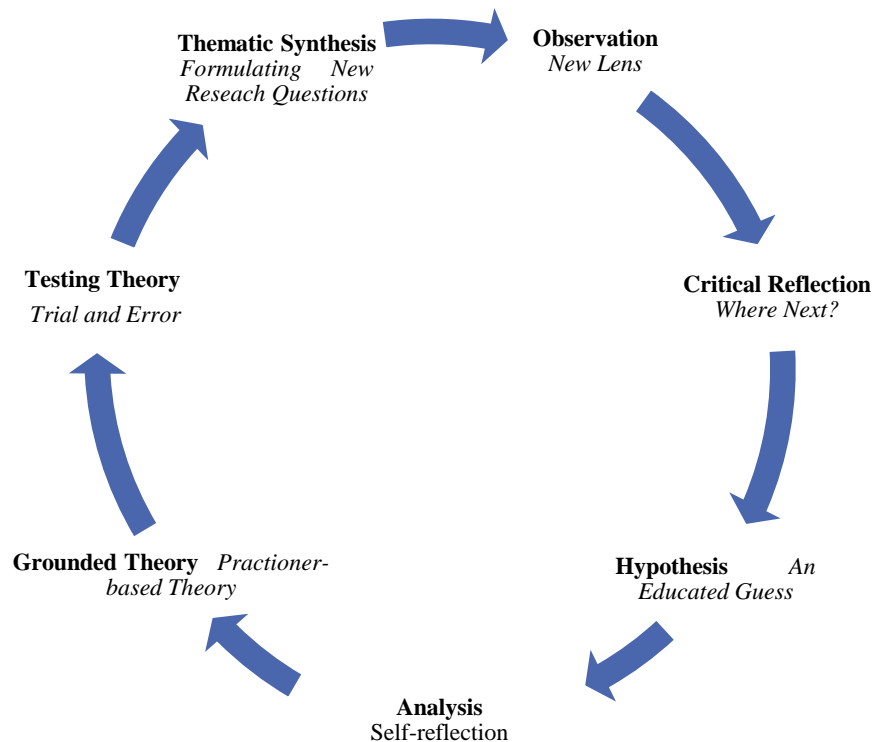 Thematic Synthesis
Formulating New
Reseach Questions
Observation
New Lens
Critical Reflection
Where Next?
Hypothesis An
Educated Guess
Analysis
Self-reflection
Grounded Theory Practioner-
based Theory
Testing Theory
Trial and Error